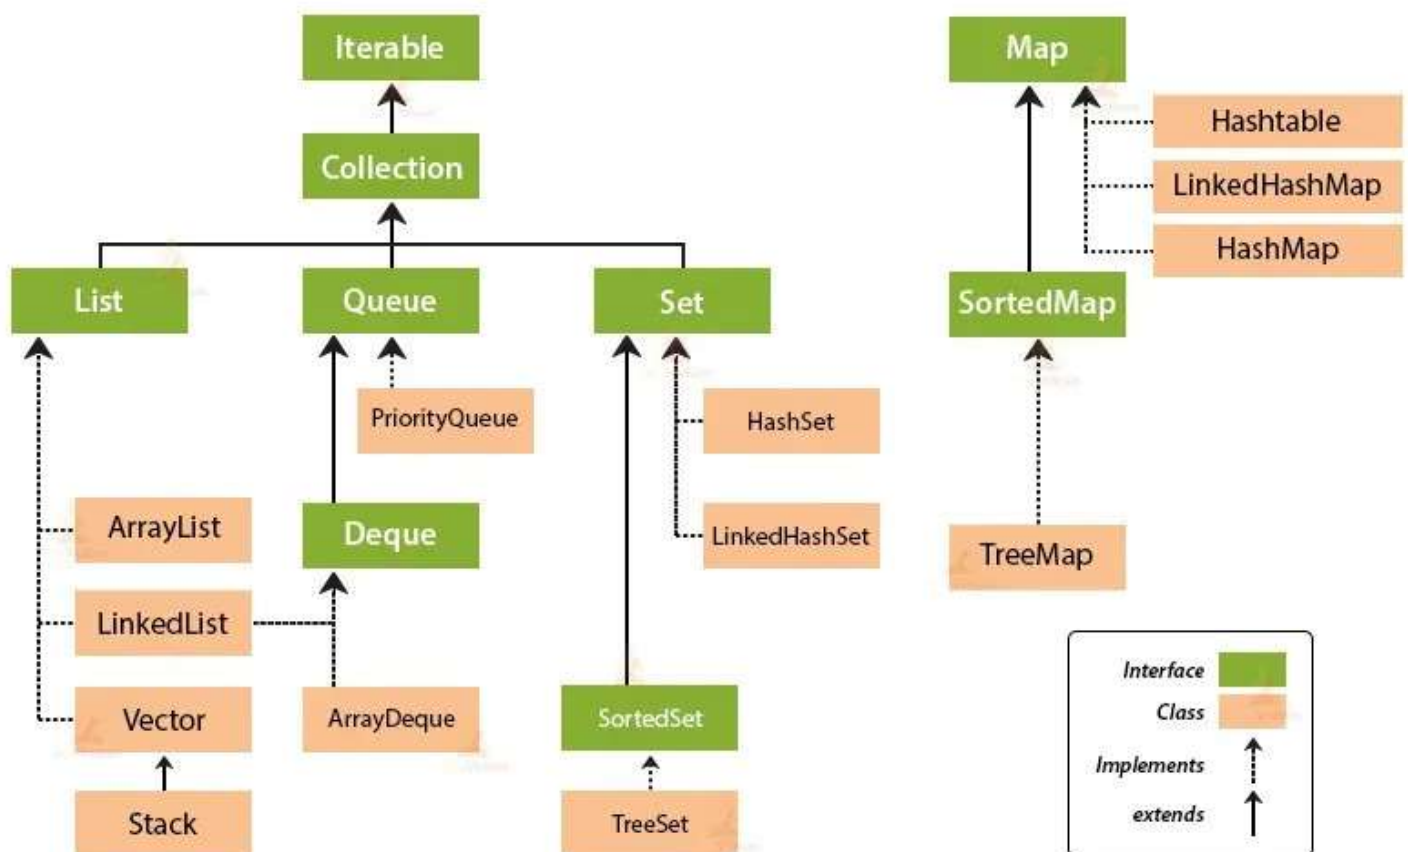 Iterable
Map
Hashtable
Collection
LinkedHashMap
HashMap
List
Queue
Set
SortedMap
PriorityQueue
HashSet
ArrayList
Deque
LinkedHashSet
TreeMap
LinkedList
Interface
Vector
ArrayDeque
SortedSet
Class
Implements
Stack
TreeSet
extends